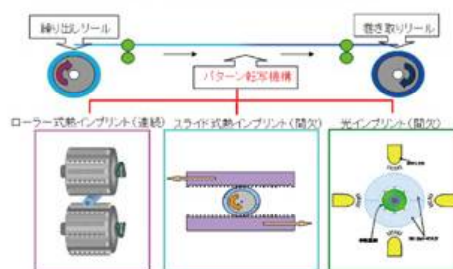 繰り出しリール
巻き取りリール
パターン転写機構
ローラー式熱インプリント(連続)
スライド式熱インプリント(間欠)
光インプリント(間欠)